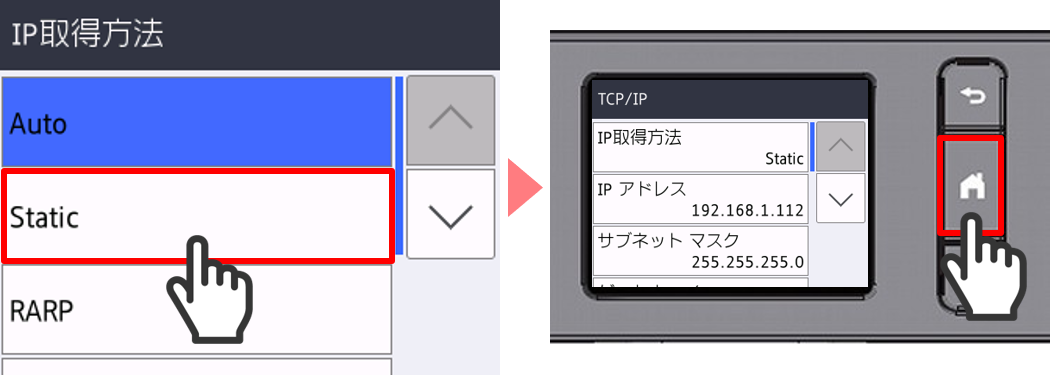 IP取得方法
Auto
Static
RARP
TCP/IP
IP取得方法
Static
IP アドレス
192.168.1.112
サブネット マスク
255.255.255.0